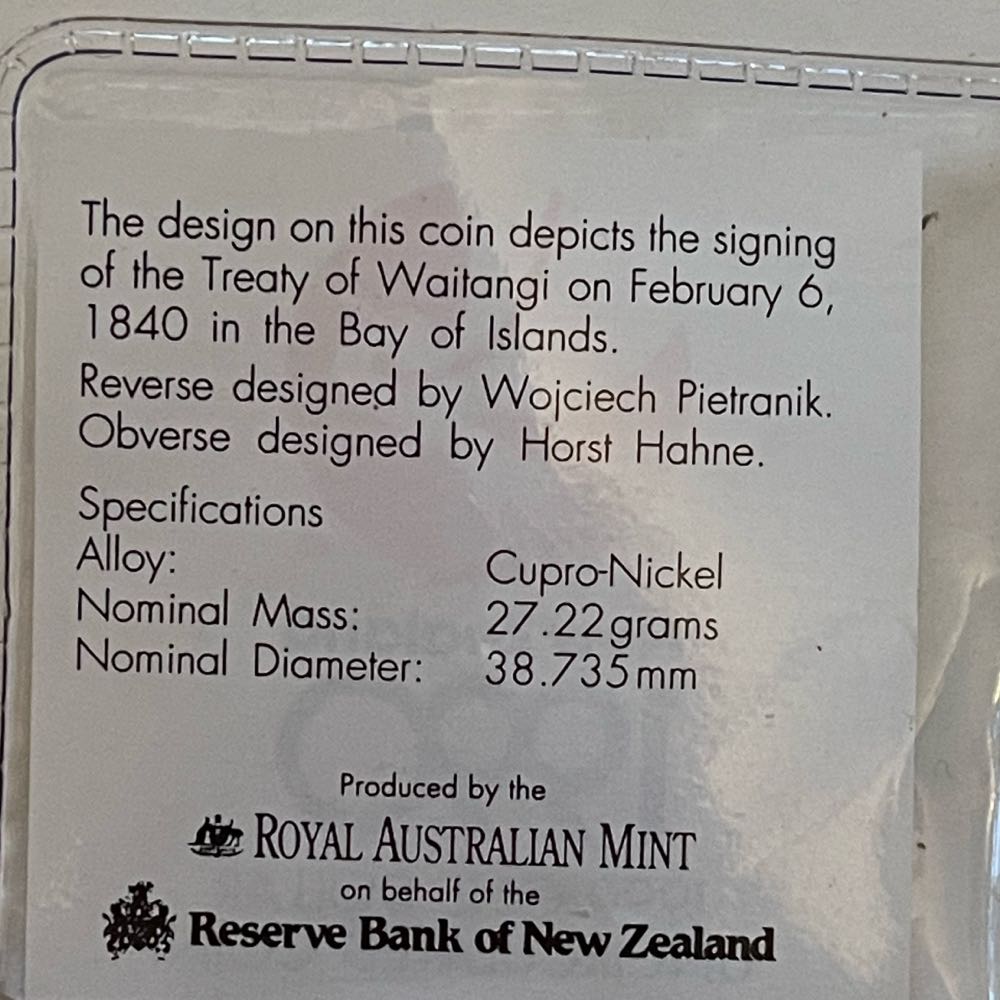 The design on this coin depicts the signing
of the Treaty of Waitangi on February 6,
1840 in the Bay of Islands.
Reverse designed by Wojciech Pietranik.
Obverse designed by Horst Hahne.
Specifications
Alloy: Cupro-Nickel
Nominal Mass: 27.22grams
Nominal Diameter: 38.735mm
Produced by the
ROYAL AUSTRALIAN MINT
on behalf of the
Reserve Bank of New Zealand